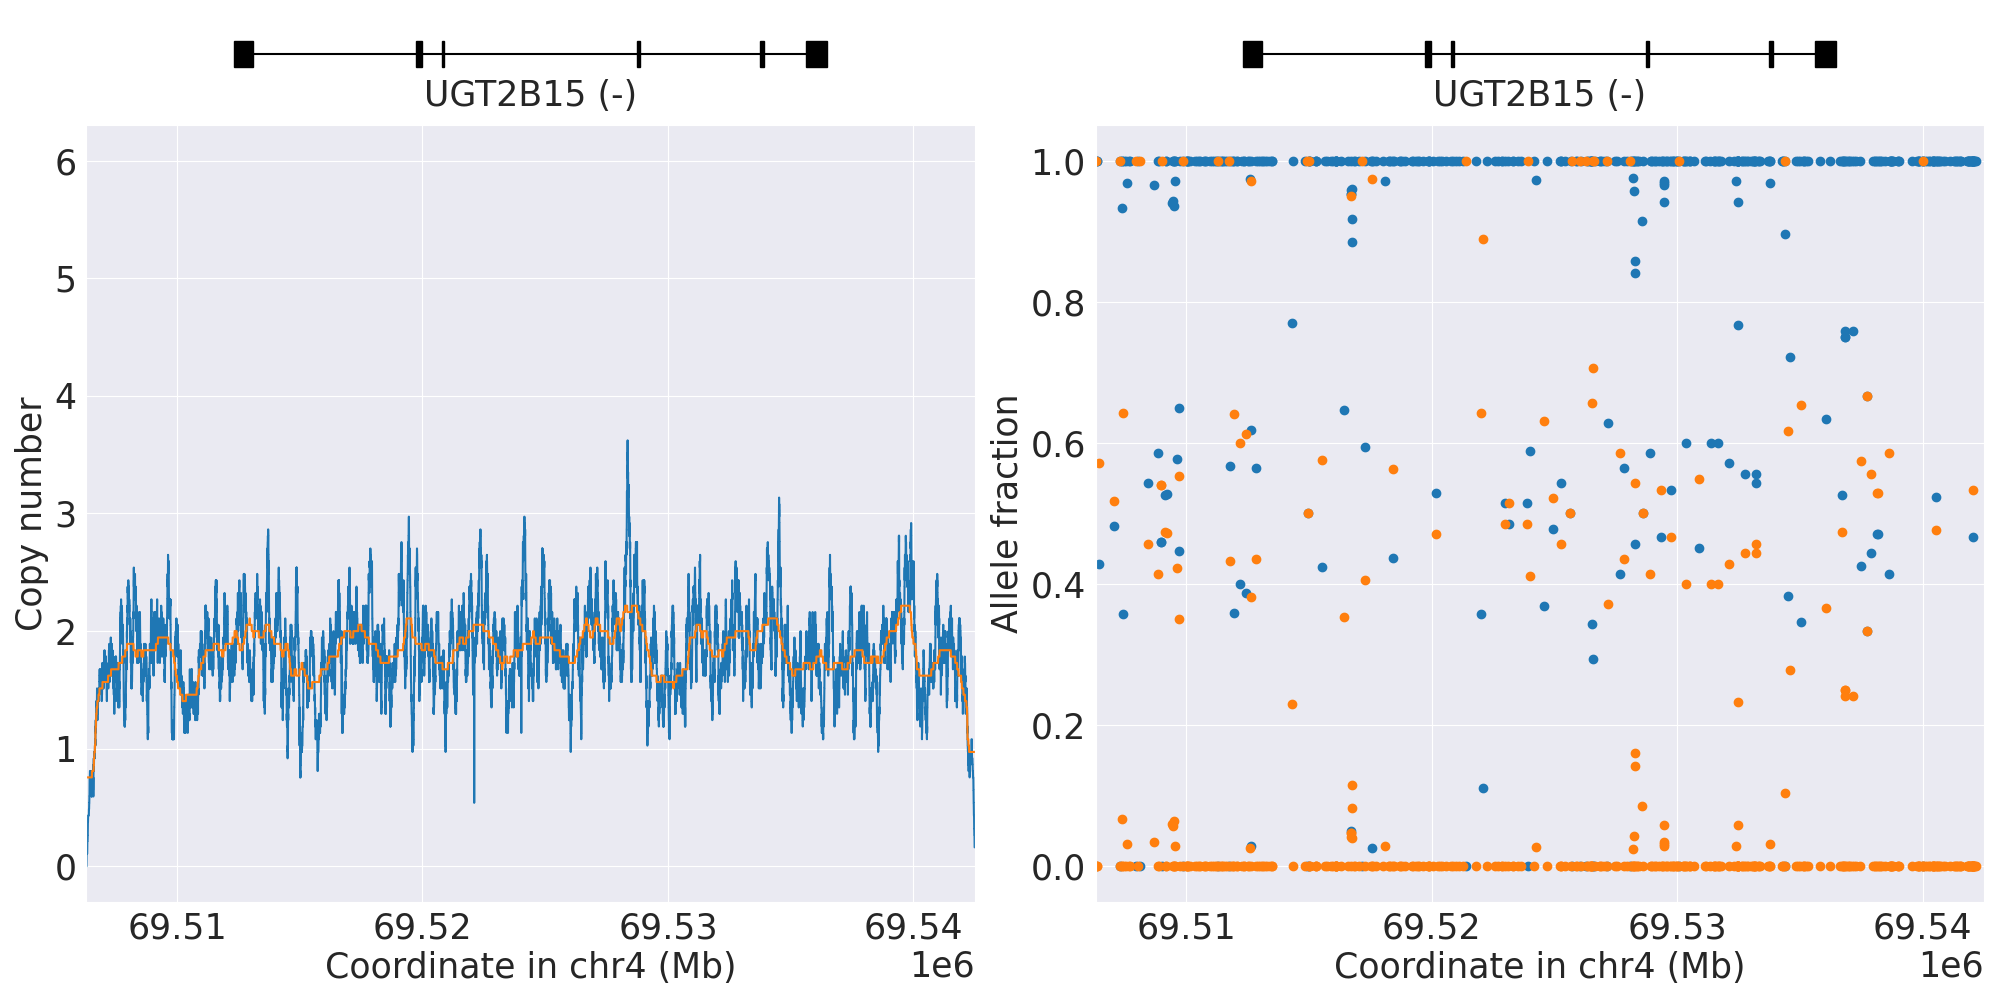 UGT2B15 (-)
6
5
4
3
2
1
0
Copy number
69.51 69.52 69.53 69.54
Coordinate in chr4 (Mb)
1e6
UGT2B15 (-)
1.0
0.8
0.6
0.4
0.2
0.0
Allele fraction
69.51 69.52 69.53 69.54
Coordinate in chr4 (Mb)
1e6